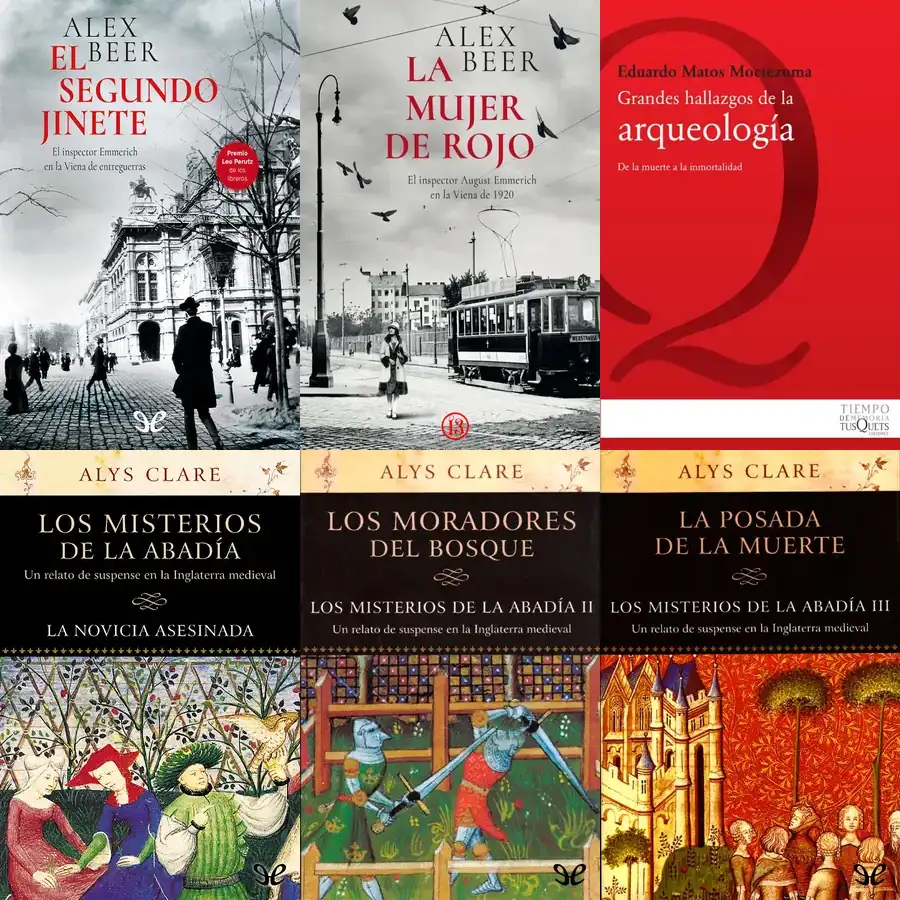 ALEX
BEER
EL
SEGUNDO
JINETE
El inspector Emmerich
en la Viena de entreguerras
Premio
Leo Perutz
de los
libreros
ALEX
BEER
LA
MUJER
DE ROJO
El inspector August Emmerich
en la Viena de 1920
13
Eduardo Matos Moctezuma
Grandes hallazgos de la
arqueología
De la muerte a la inmortalidad
TIEMPO
DE MEMORIA
TUSQUETS
ALYS CLARE
LOS MISTERIOS
DE LA ABADÍA
Un relato de suspense en la Inglaterra medieval
LA NOVICIA ASESINADA
ALYS CLARE
LOS MORADORES
DEL BOSQUE
LOS MISTERIOS DE LA ABADÍA II
Un relato de suspense en la Inglaterra medieval
ALYS CLARE
LA POSADA
DE LA MUERTE
LOS MISTERIOS DE LA ABADÍA III
Un relato de suspense en la Inglaterra medieval